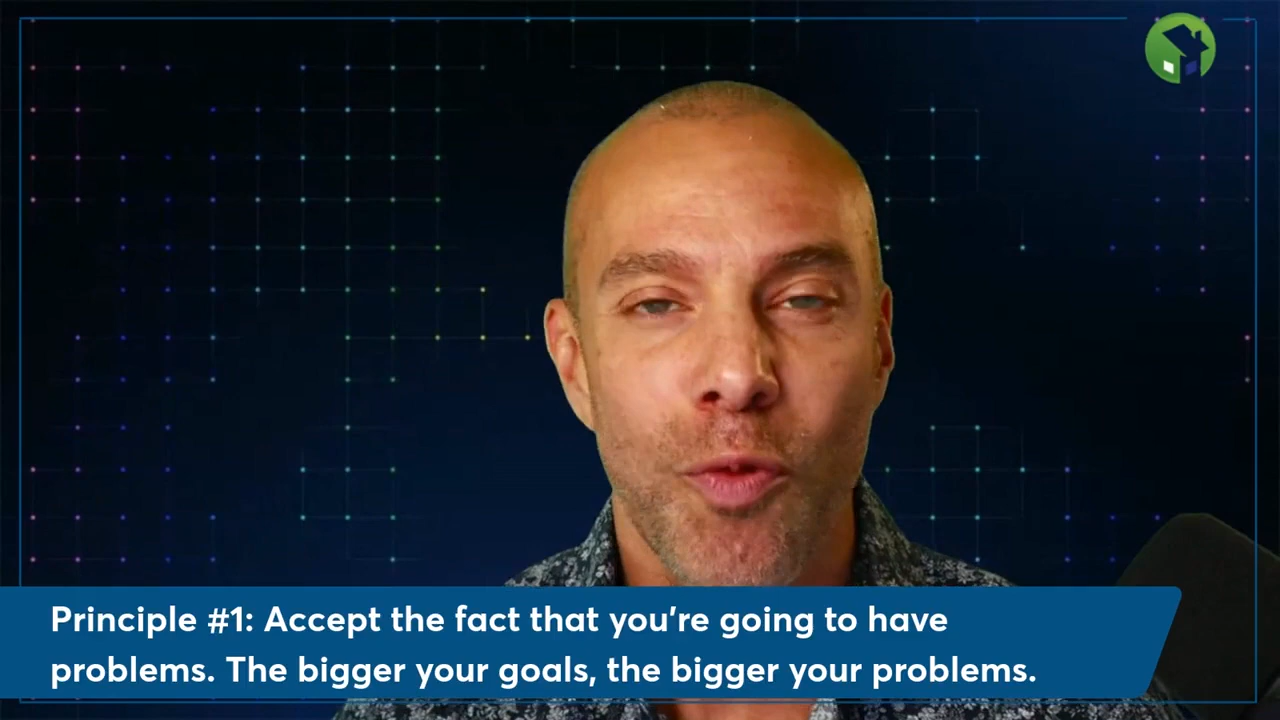 Principle #1: Accept the fact that you're going to have
problems. The bigger your goals, the bigger your problems.